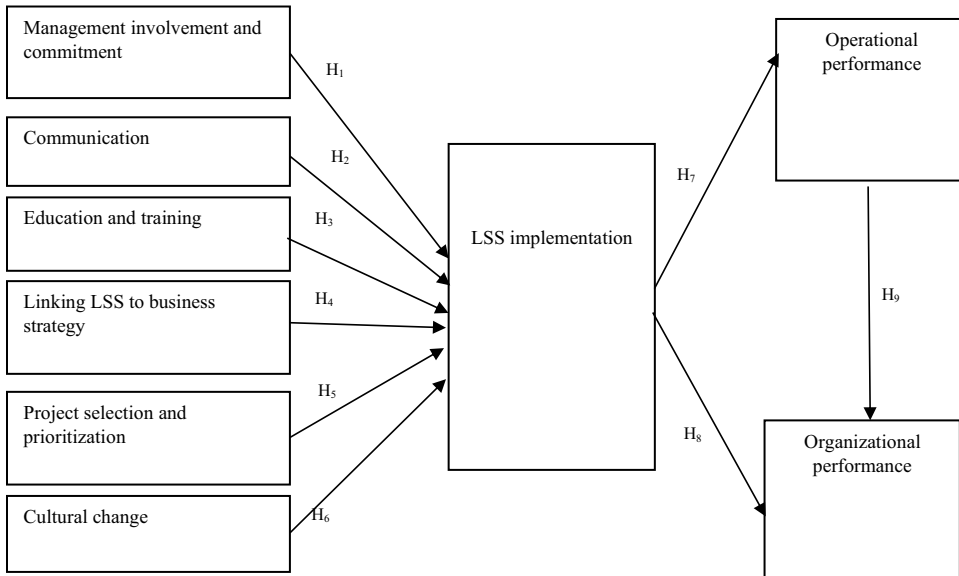 Management involvement and
commitment
H₁
Communication
H₂
Education and training
H₃
Linking LSS to business
strategy
H₄
Project selection and
prioritization
H₅
Cultural change
H₆
LSS implementation
H₇
H₈
Operational
performance
H₉
Organizational
performance